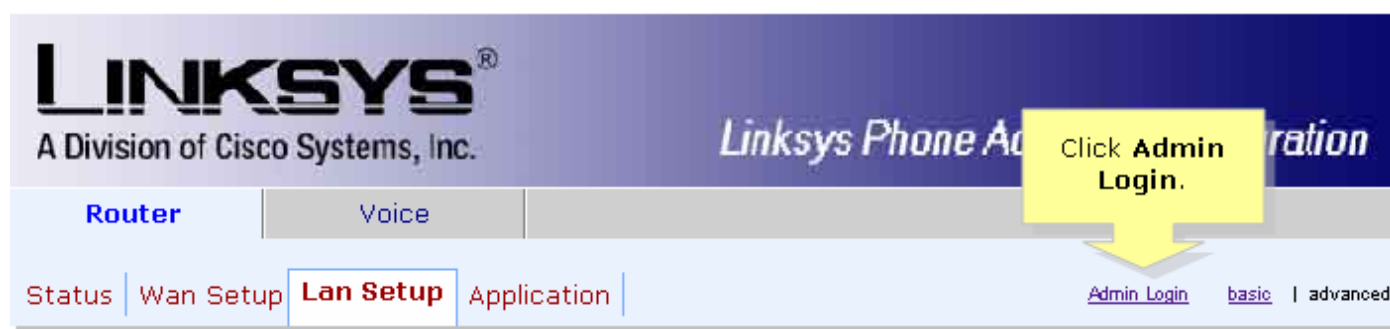 LINKSYS®
A Division of Cisco Systems, Inc.
Linksys Phone Ad ration
Click Admin
Login.
Router Voice
Status Wan Setup Lan Setup Application Admin Login basic | advanced